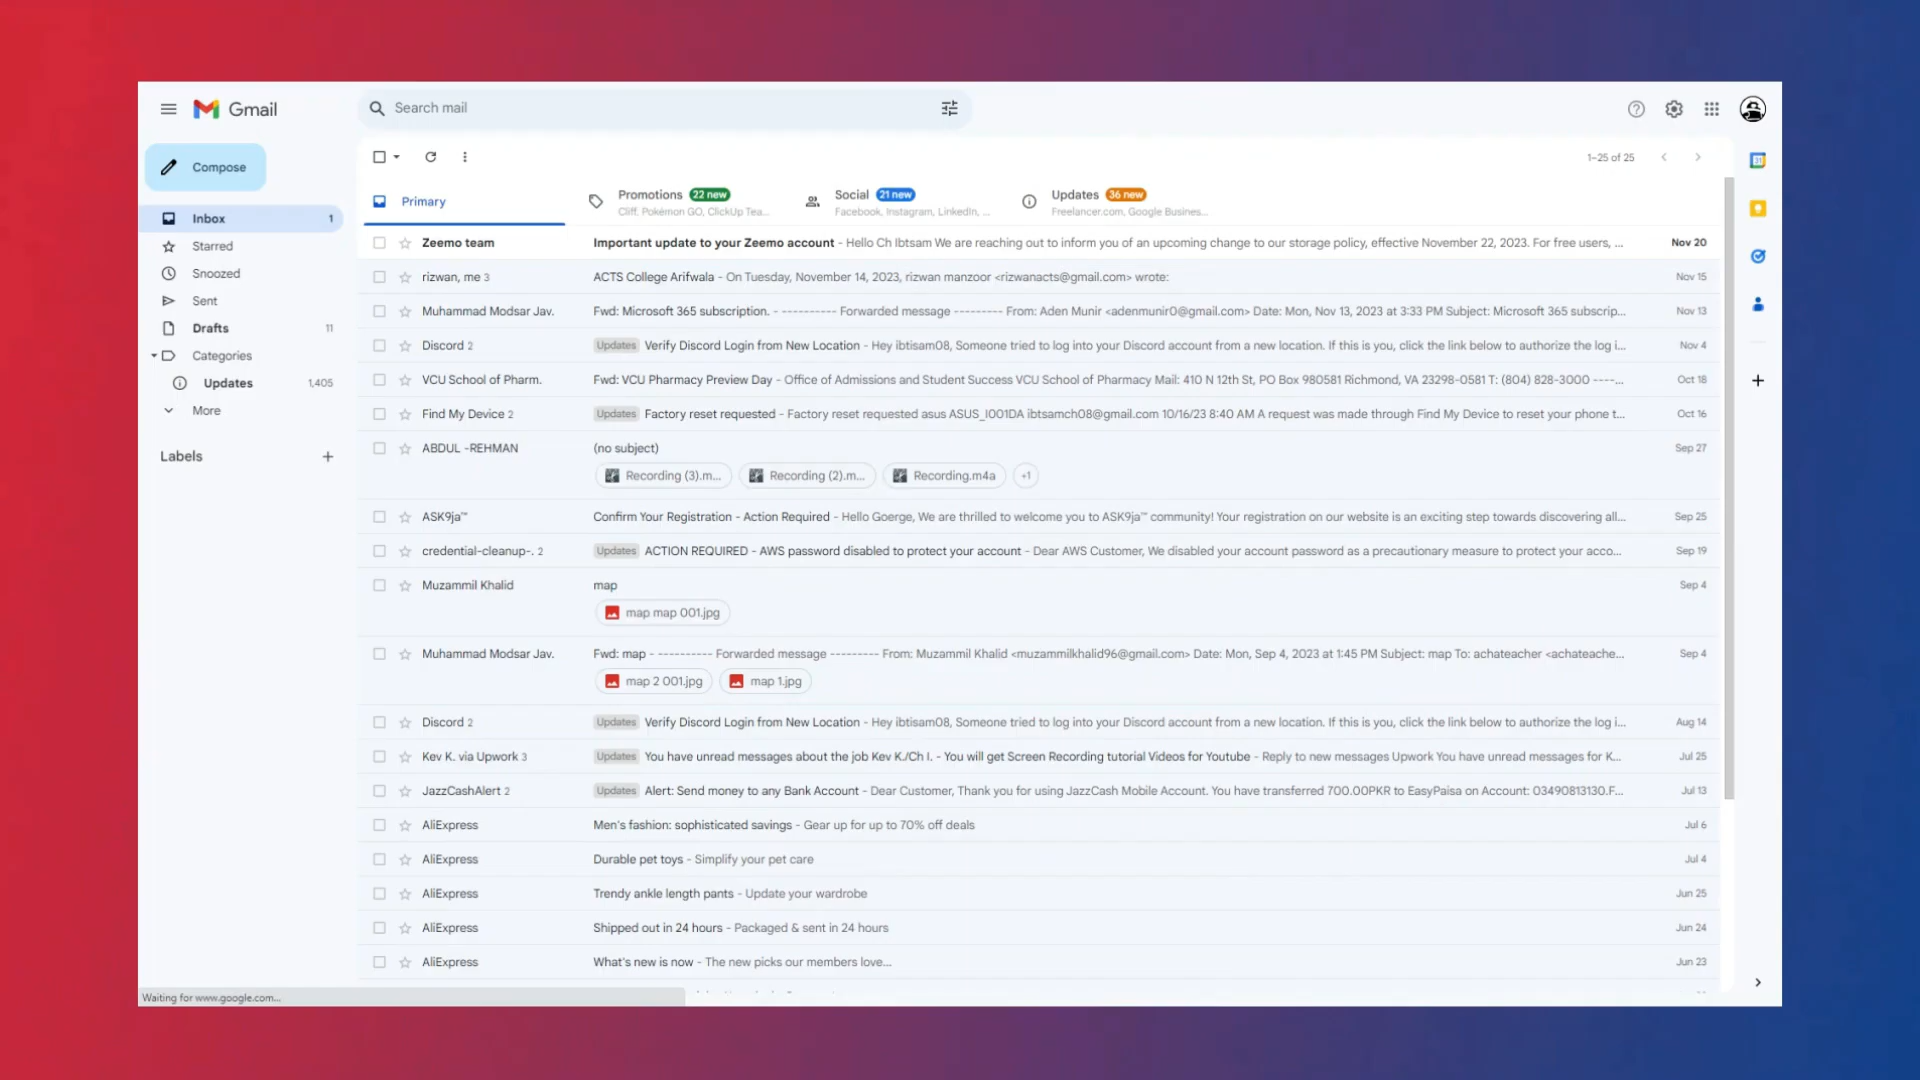 Gmail
Search mail
Compose
1–25 of 25
Primary
Promotions 22 new
Cliff, Pokémon GO, ClickUp Tea...
Social 21 new
Facebook, Instagram, LinkedIn, ...
Updates 36 new
Freelancer.com, Google Busines...
Inbox 1
Starred
Snoozed
Sent
Drafts 11
Categories
Updates 1,405
More
Labels
Zeemo team Important update to your Zeemo account - Hello Ch Ibtsam We are reaching out to inform you of an upcoming change to our storage policy, effective November 22, 2023. For free users, ... Nov 20
rizwan, me 3 ACTS College Arifwala - On Tuesday, November 14, 2023, rizwan manzoor <rizwanacts@gmail.com> wrote: Nov 15
Muhammad Modsar Jav. Fwd: Microsoft 365 subscription. - ---------- Forwarded message --------- From: Aden Munir <adenmunir0@gmail.com> Date: Mon, Nov 13, 2023 at 3:33 PM Subject: Microsoft 365 subscrip... Nov 13
Discord 2 Updates Verify Discord Login from New Location - Hey ibtisam08, Someone tried to log into your Discord account from a new location. If this is you, click the link below to authorize the log i... Nov 4
VCU School of Pharm. Fwd: VCU Pharmacy Preview Day - Office of Admissions and Student Success VCU School of Pharmacy Mail: 410 N 12th St, PO Box 980581 Richmond, VA 23298-0581 T: (804) 828-3000 ----... Oct 18
Find My Device 2 Updates Factory reset requested - Factory reset requested asus ASUS_I001DA ibtsamch08@gmail.com 10/16/23 8:40 AM A request was made through Find My Device to reset your phone t... Oct 16
ABDUL -REHMAN (no subject) Sep 27
Recording (3).m... Recording (2).m... Recording.m4a +1
ASK9ja™ Confirm Your Registration - Action Required - Hello Goerge, We are thrilled to welcome you to ASK9ja™ community! Your registration on our website is an exciting step towards discovering all... Sep 25
credential-cleanup-. 2 Updates ACTION REQUIRED - AWS password disabled to protect your account - Dear AWS Customer, We disabled your account password as a precautionary measure to protect your acco... Sep 19
Muzammil Khalid map Sep 4
map map 001.jpg
Muhammad Modsar Jav. Fwd: map - ---------- Forwarded message --------- From: Muzammil Khalid <muzammilkhalid96@gmail.com> Date: Mon, Sep 4, 2023 at 1:45 PM Subject: map To: achateacher <achateache... Sep 4
map 2 001.jpg map 1.jpg
Discord 2 Updates Verify Discord Login from New Location - Hey ibtisam08, Someone tried to log into your Discord account from a new location. If this is you, click the link below to authorize the log i... Aug 14
Kev K. via Upwork 3 Updates You have unread messages about the job Kev K./Ch I. - You will get Screen Recording tutorial Videos for Youtube - Reply to new messages Upwork You have unread messages for K... Jul 25
JazzCashAlert 2 Updates Alert: Send money to any Bank Account - Dear Customer, Thank you for using JazzCash Mobile Account. You have transferred 700.00PKR to EasyPaisa on Account: 03490813130.F... Jul 13
AliExpress Men's fashion: sophisticated savings - Gear up for up to 70% off deals Jul 6
AliExpress Durable pet toys - Simplify your pet care Jul 4
AliExpress Trendy ankle length pants - Update your wardrobe Jun 25
AliExpress Shipped out in 24 hours - Packaged & sent in 24 hours Jun 24
AliExpress What's new is now - The new picks our members love... Jun 23
Waiting for www.google.com...
31